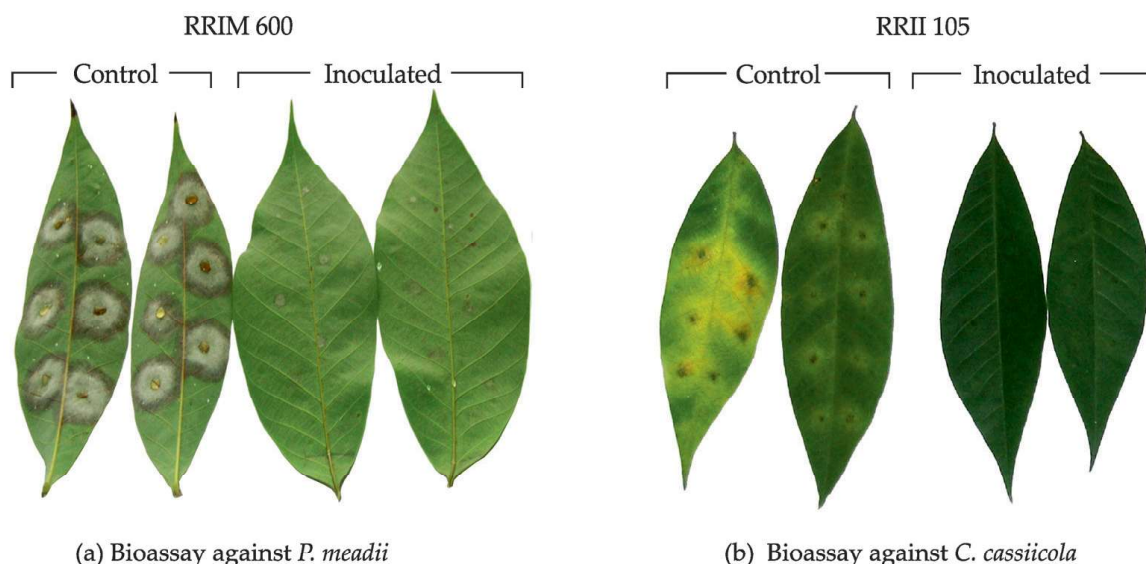 RRIM 600
Control
Inoculated
(a) Bioassay against P. meadii
RRII 105
Control
Inoculated
(b) Bioassay against C. cassiicola